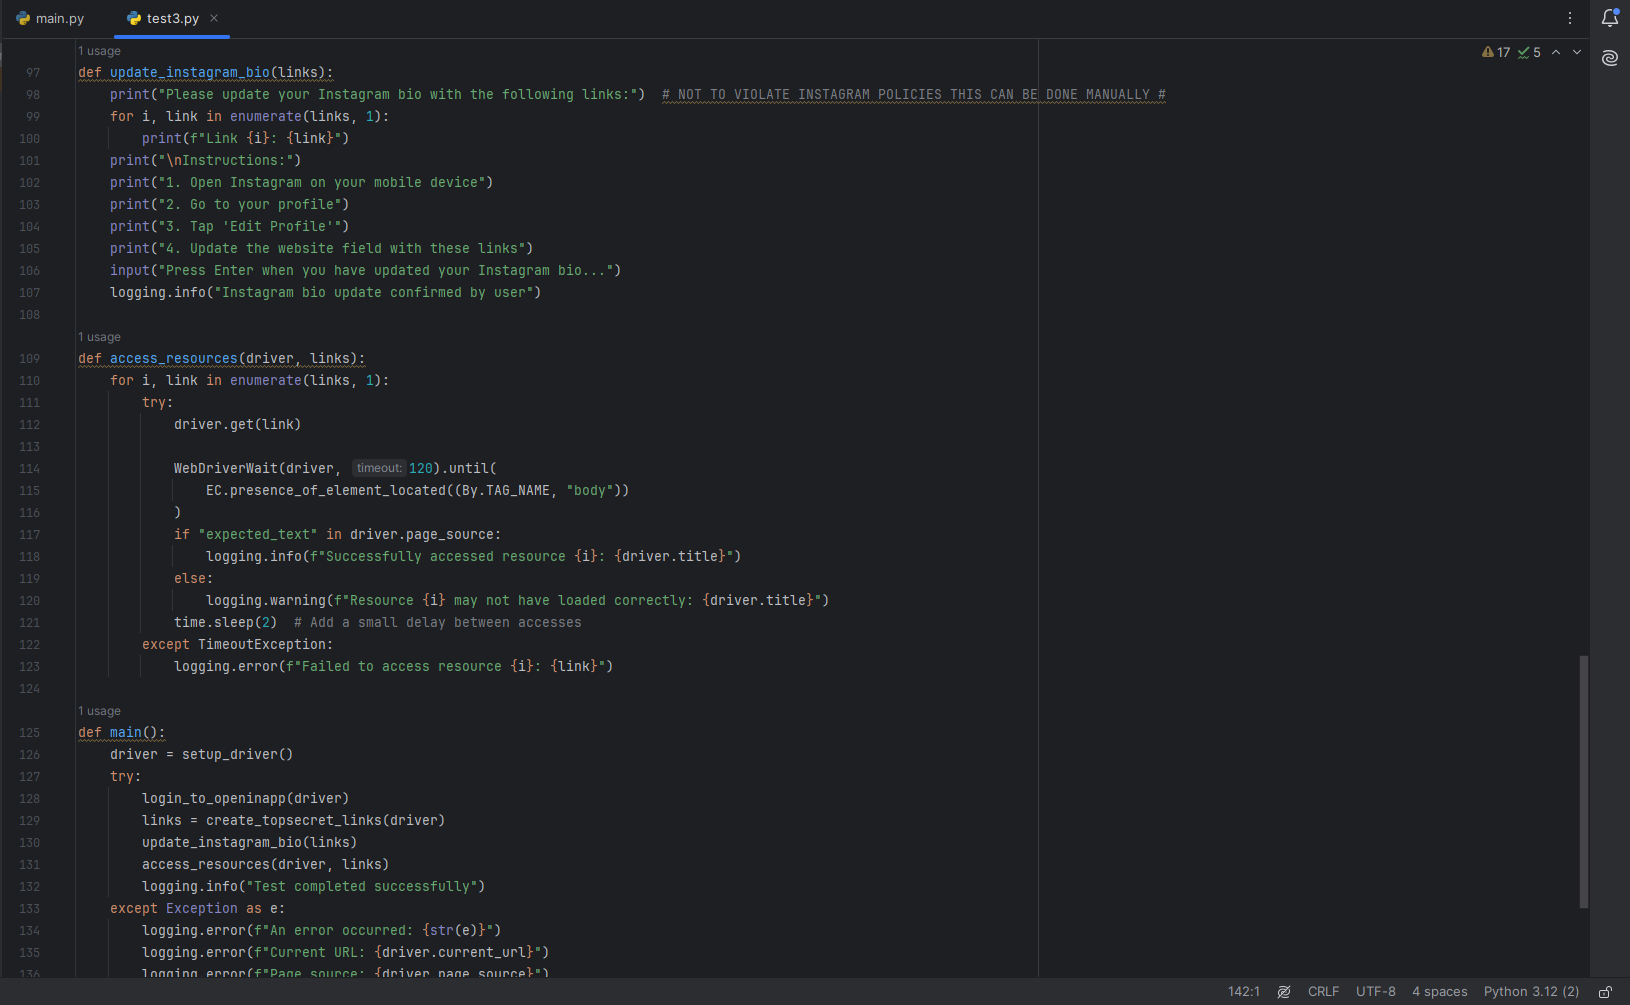 main.py test3.py
1 usage 17 5
97 def update_instagram_bio(links):
98 print("Please update your Instagram bio with the following links:") # NOT TO VIOLATE INSTAGRAM POLICIES THIS CAN BE DONE MANUALLY #
99 for i, link in enumerate(links, 1):
100 print(f"Link {i}: {link}")
101 print("\nInstructions:")
102 print("1. Open Instagram on your mobile device")
103 print("2. Go to your profile")
104 print("3. Tap 'Edit Profile'")
105 print("4. Update the website field with these links")
106 input("Press Enter when you have updated your Instagram bio...")
107 logging.info("Instagram bio update confirmed by user")
108
1 usage
109 def access_resources(driver, links):
110 for i, link in enumerate(links, 1):
111 try:
112 driver.get(link)
113
114 WebDriverWait(driver, timeout: 120).until(
115 EC.presence_of_element_located((By.TAG_NAME, "body"))
116 )
117 if "expected_text" in driver.page_source:
118 logging.info(f"Successfully accessed resource {i}: {driver.title}")
119 else:
120 logging.warning(f"Resource {i} may not have loaded correctly: {driver.title}")
121 time.sleep(2) # Add a small delay between accesses
122 except TimeoutException:
123 logging.error(f"Failed to access resource {i}: {link}")
124
1 usage
125 def main():
126 driver = setup_driver()
127 try:
128 login_to_openinapp(driver)
129 links = create_topsecret_links(driver)
130 update_instagram_bio(links)
131 access_resources(driver, links)
132 logging.info("Test completed successfully")
133 except Exception as e:
134 logging.error(f"An error occurred: {str(e)}")
135 logging.error(f"Current URL: {driver.current_url}")
136 logging.error(f"Page source: {driver.page_source}")
142:1 CRLF UTF-8 4 spaces Python 3.12 (2)